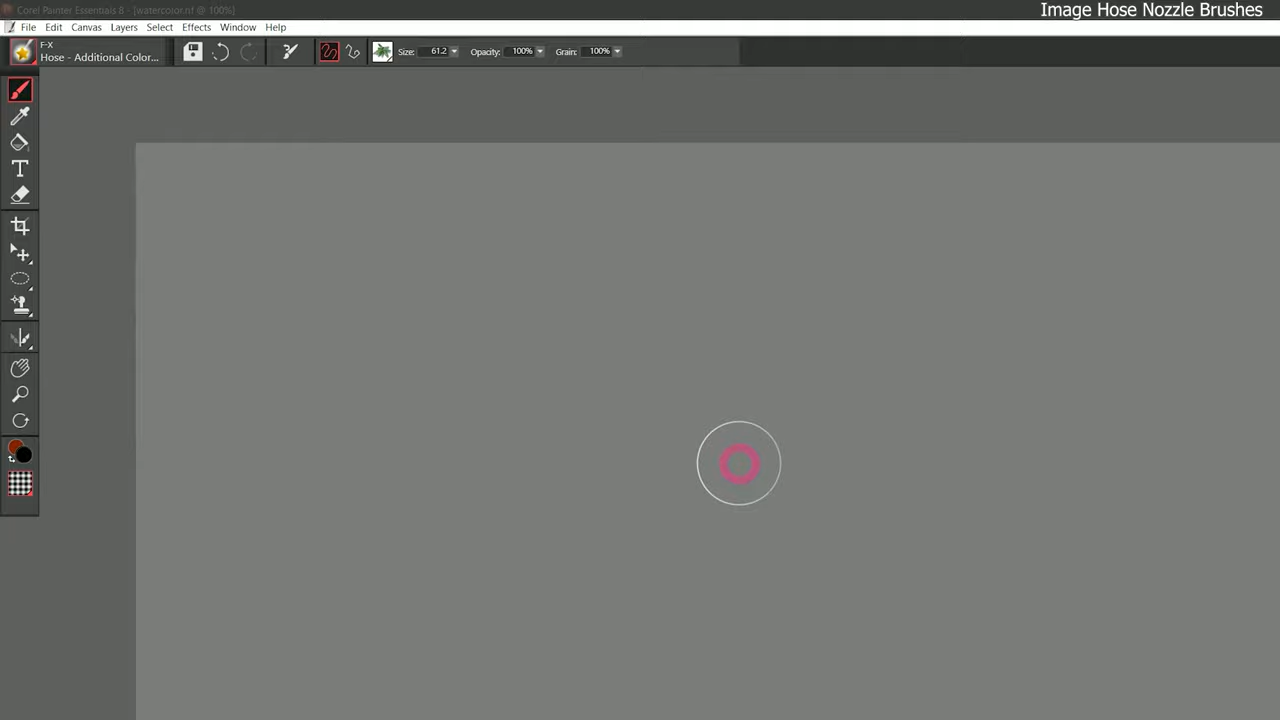 Corel Painter Essentials 8 - [watercolor.rif @ 100%]
Image Hose Nozzle Brushes
File Edit Canvas Layers Select Effects Window Help
F-X
Hose - Additional Color...
Size: 61.2 Opacity: 100% Grain: 100%
T